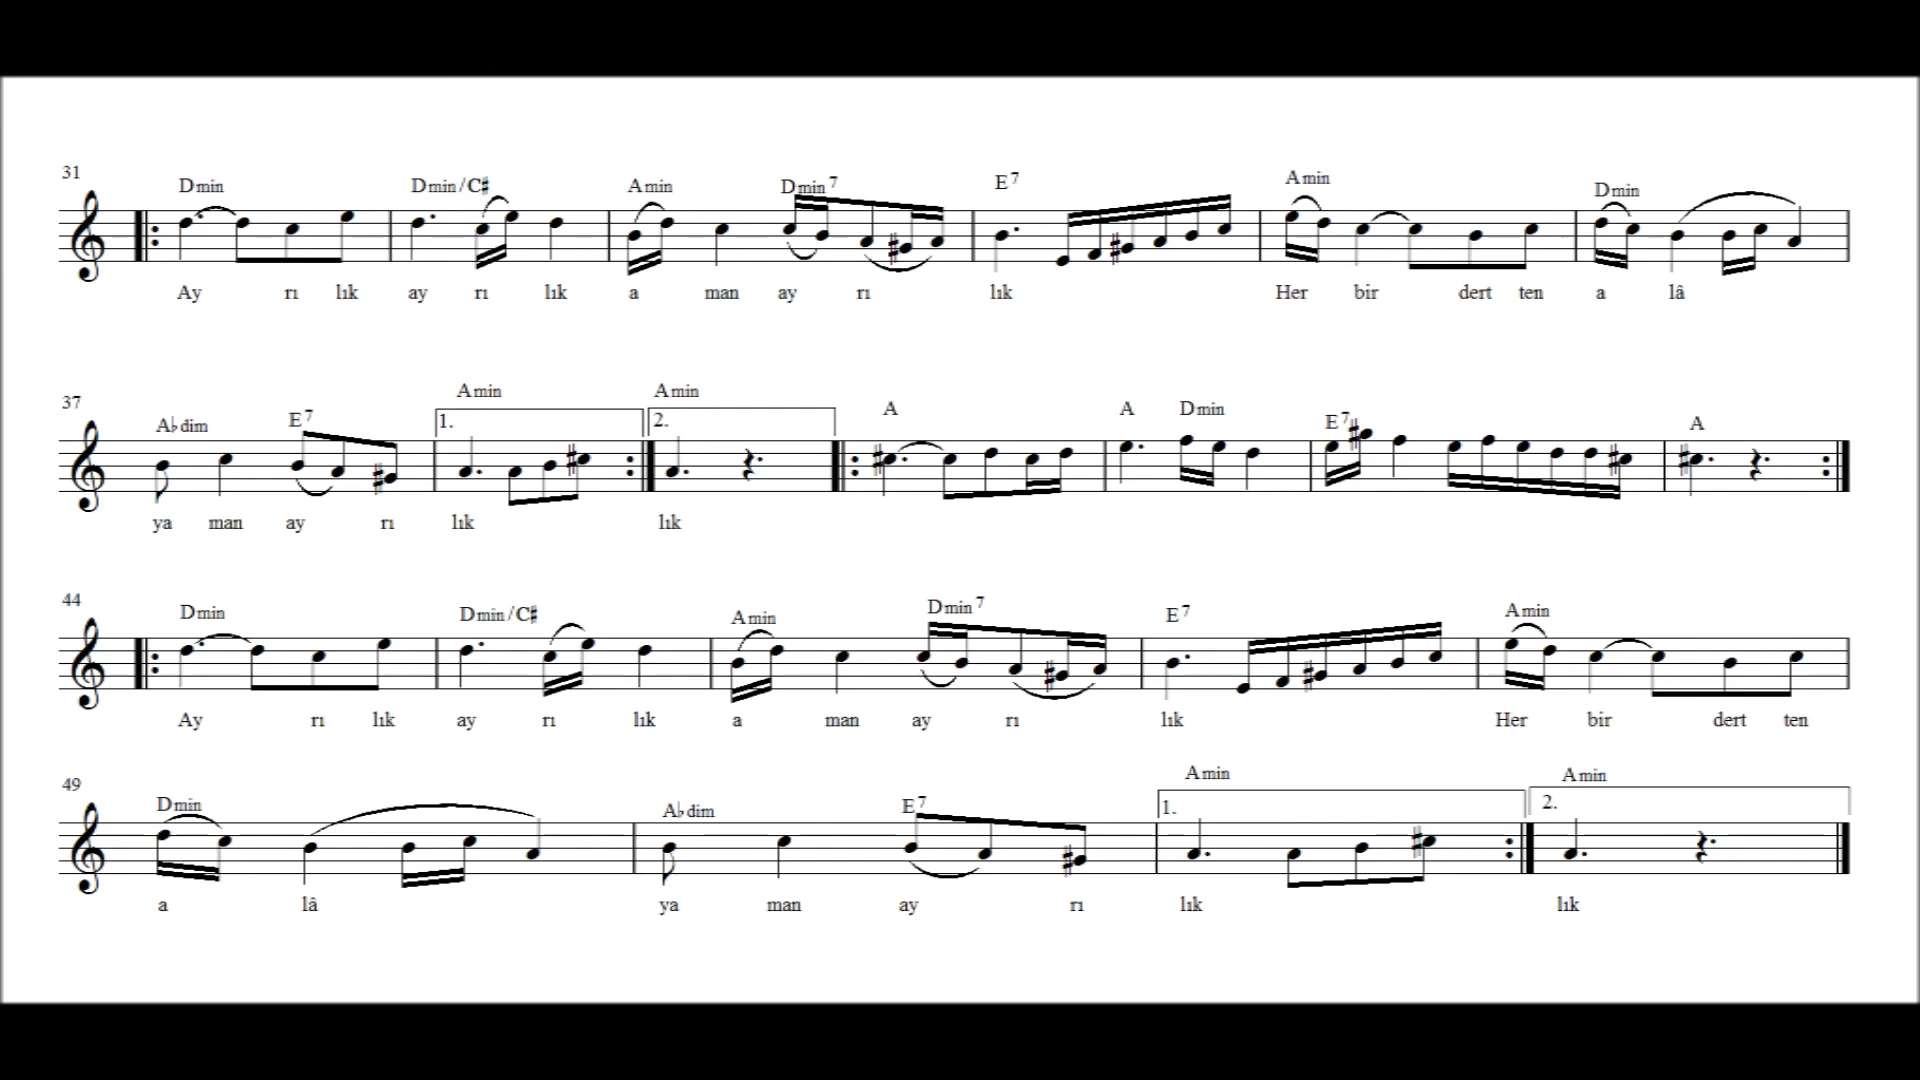 31 Dmin Dmin/C♯ Amin Dmin7 E7 Amin Dmin
Ay rı lık ay rı lık a man ay rı lık Her bir dert ten a lâ
37 A♭dim E7 1. Amin 2. Amin A A Dmin E7 A
ya man ay rı lık lık
44 Dmin Dmin/C♯ Amin Dmin7 E7 Amin
Ay rı lık ay rı lık a man ay rı lık Her bir dert ten
49 Dmin A♭dim E7 1. Amin 2. Amin
a lâ ya man ay rı lık lık